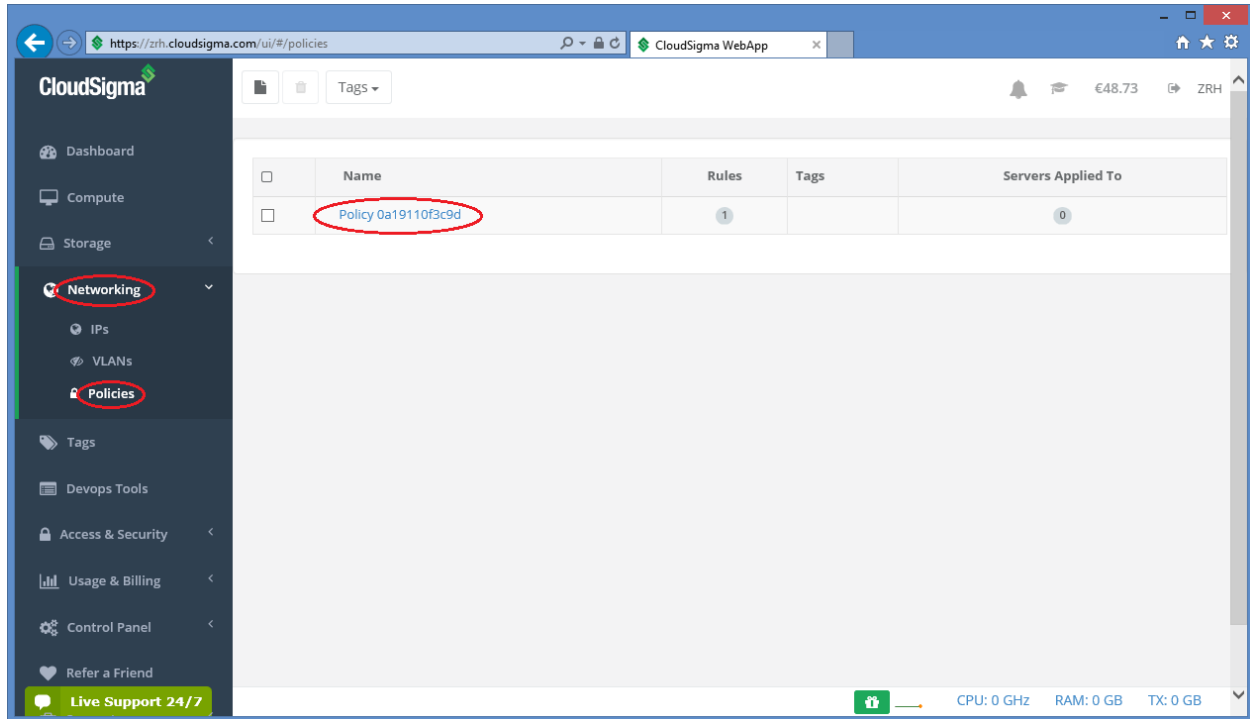 https://zrh.cloudsigma.com/ui/#/policies
CloudSigma WebApp
CloudSigma
Tags
€48.73
ZRH
Dashboard
Compute
Storage
Networking
IPs
VLANs
Policies
Tags
Devops Tools
Access & Security
Usage & Billing
Control Panel
Refer a Friend
Live Support 24/7
Name Rules Tags Servers Applied To
Policy 0a19110f3c9d 1 0
CPU: 0 GHz RAM: 0 GB TX: 0 GB